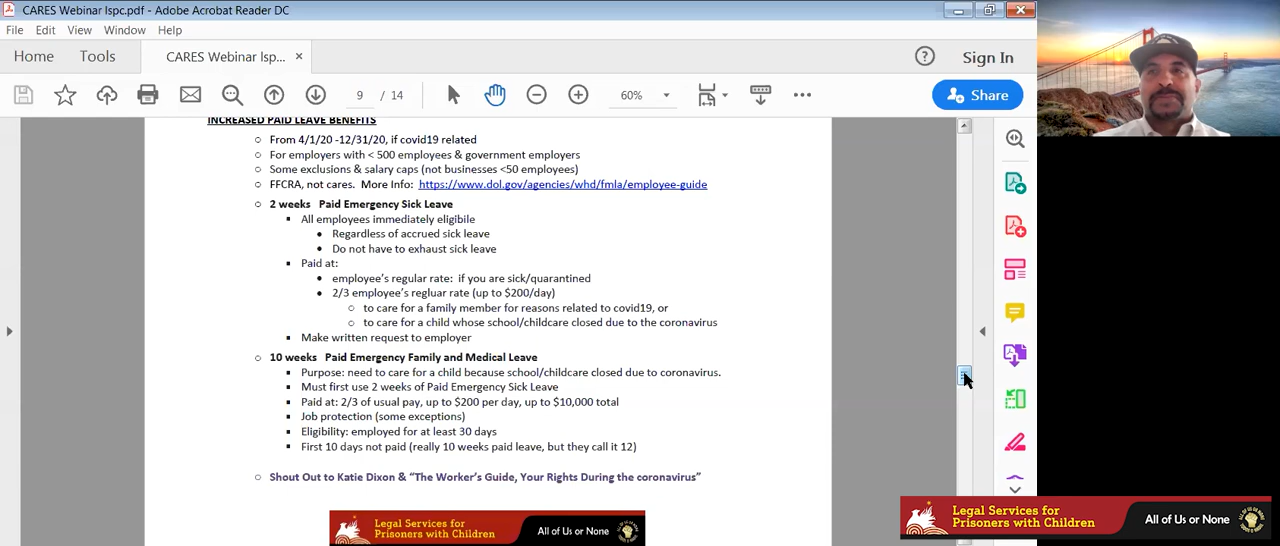 CARES Webinar lspc.pdf - Adobe Acrobat Reader DC
File Edit View Window Help
Home Tools CARES Webinar lsp... × Sign In
9 / 14 60% Share
INCREASED PAID LEAVE BENEFITS
From 4/1/20 -12/31/20, if covid19 related
For employers with < 500 employees & government employers
Some exclusions & salary caps (not businesses <50 employees)
FFCRA, not cares. More Info: https://www.dol.gov/agencies/whd/fmla/employee-guide
2 weeks Paid Emergency Sick Leave
All employees immediately eligibile
Regardless of accrued sick leave
Do not have to exhaust sick leave
Paid at:
employee's regular rate: if you are sick/quarantined
2/3 employee's regluar rate (up to $200/day)
to care for a family member for reasons related to covid19, or
to care for a child whose school/childcare closed due to the coronavirus
Make written request to employer
10 weeks Paid Emergency Family and Medical Leave
Purpose: need to care for a child because school/childcare closed due to coronavirus.
Must first use 2 weeks of Paid Emergency Sick Leave
Paid at: 2/3 of usual pay, up to $200 per day, up to $10,000 total
Job protection (some exceptions)
Eligibility: employed for at least 30 days
First 10 days not paid (really 10 weeks paid leave, but they call it 12)
Shout Out to Katie Dixon & "The Worker's Guide, Your Rights During the coronavirus"
Legal Services for
Prisoners with Children
All of Us or None
Legal Services for
Prisoners with Children
All of Us or None